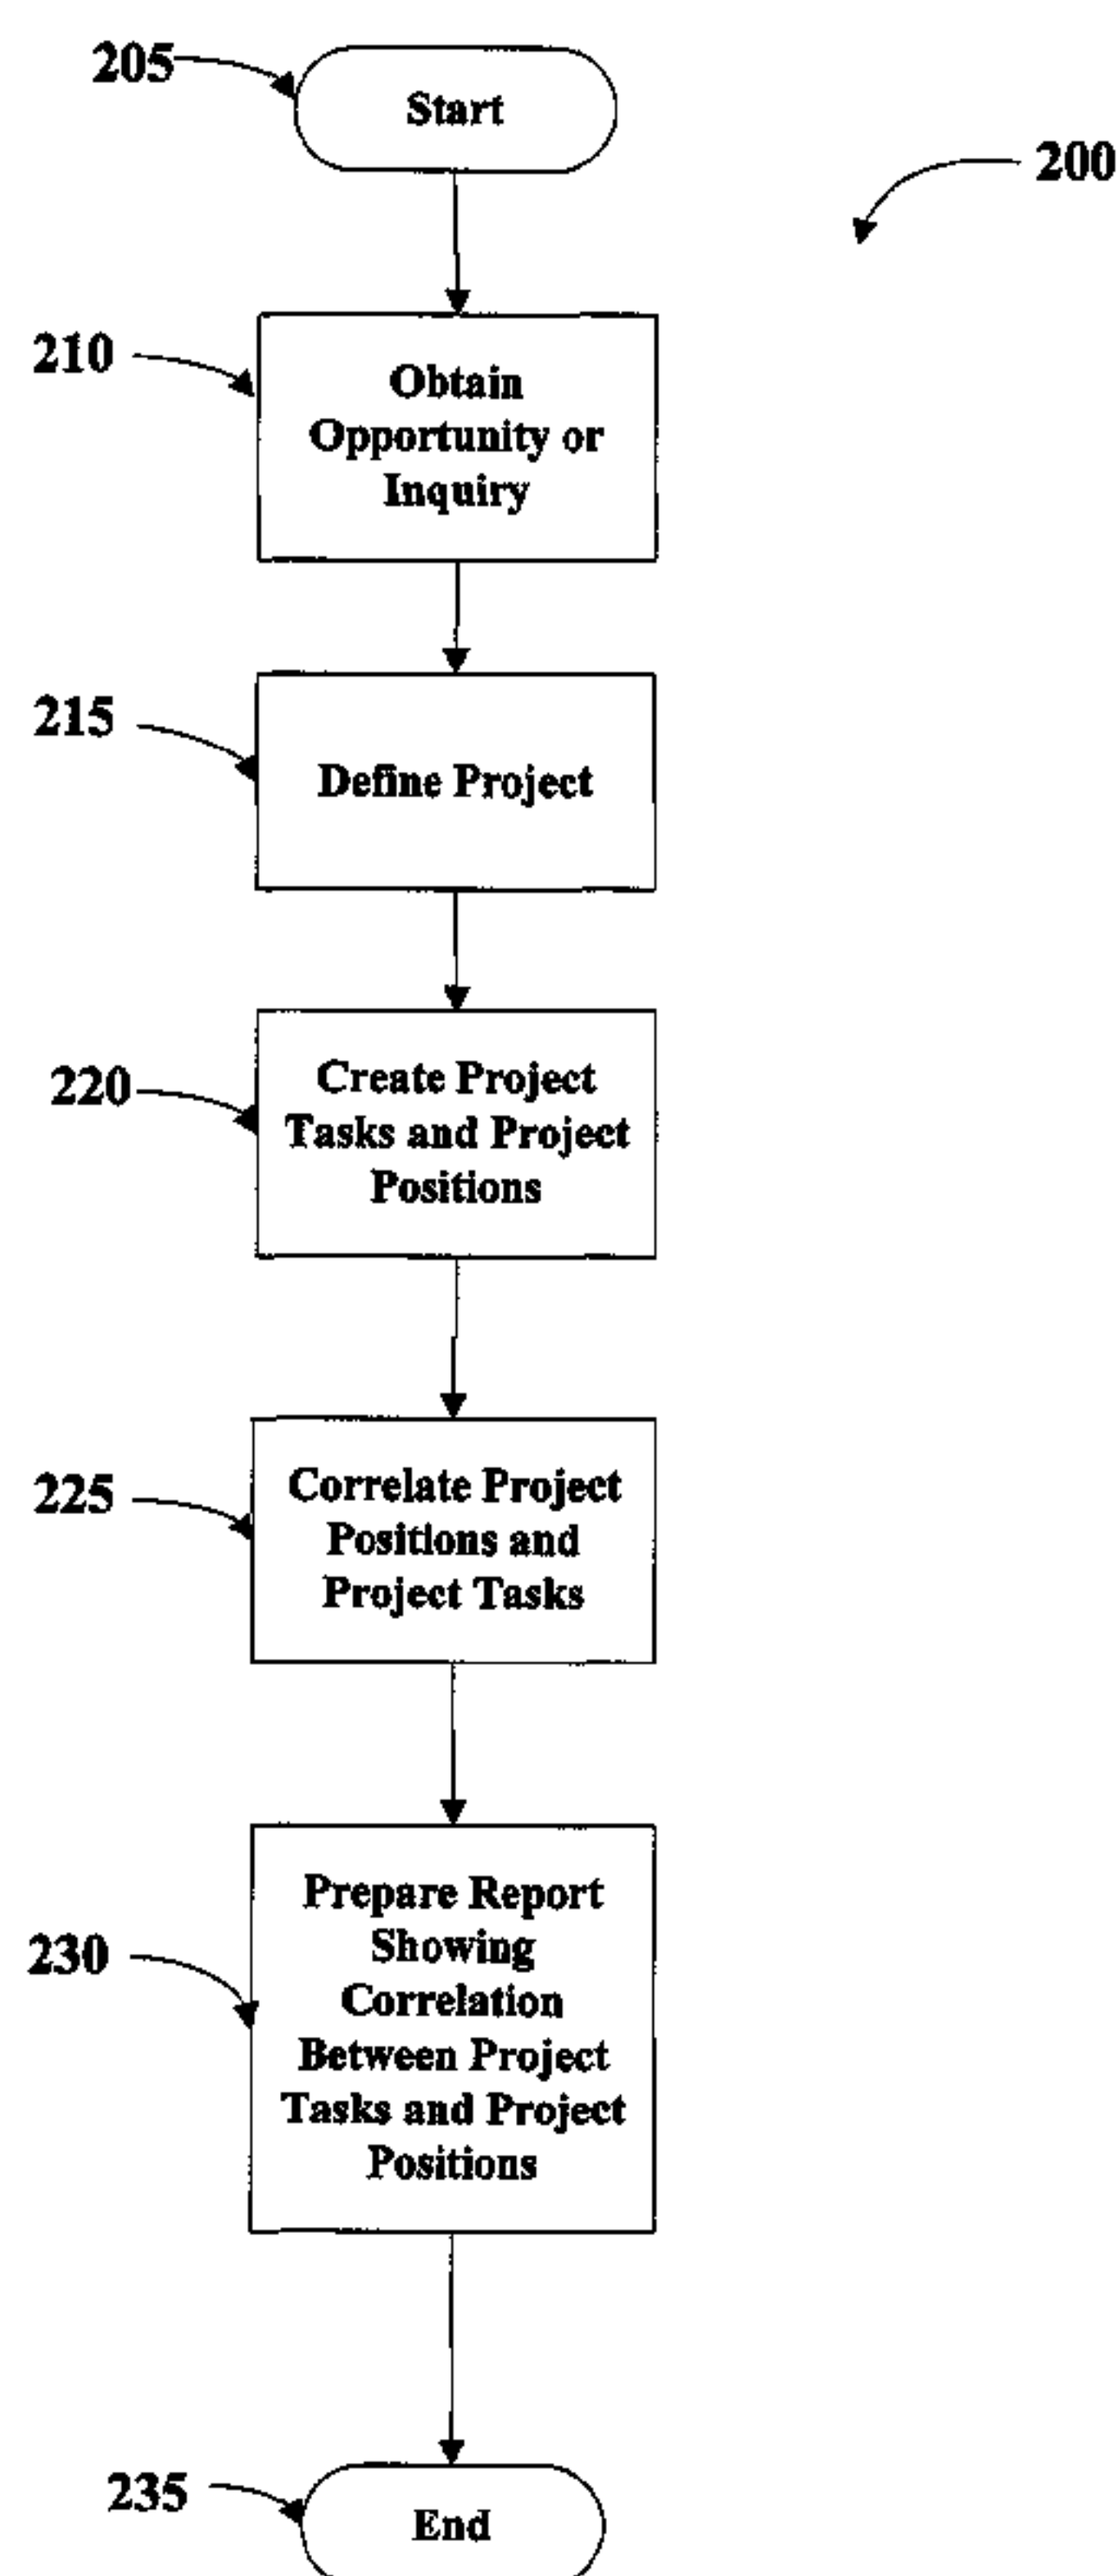 205
Start
200
210
Obtain
Opportunity or
Inquiry
215
Define Project
220
Create Project
Tasks and Project
Positions
225
Correlate Project
Positions and
Project Tasks
230
Prepare Report
Showing
Correlation
Between Project
Tasks and Project
Positions
235
End